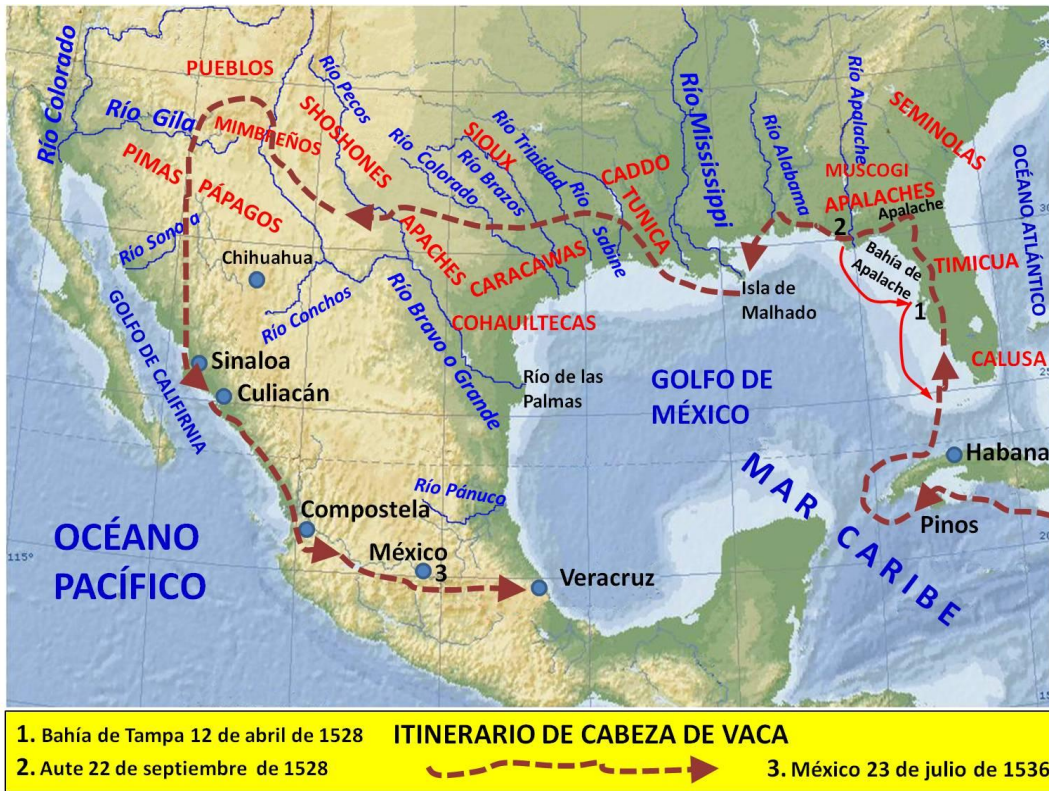 PUEBLOS
Río Colorado
Río Gila
MIMBREÑOS
PIMAS
PÁPAGOS
Río Sonora
Chihuahua
Río Conchos
GOLFO DE CALIFIRNIA
Sinaloa
Culiacán
Río Pecos
SHOSHONES
Río Colorado
SIOUX
Río Brazos
Río Trinidad
Río Sabine
CADDO
TUNICA
APACHES
CARACAWAS
COHAUILTECAS
Río Bravo o Grande
Río de las
Palmas
Río Mississippi
Río Alabama
Río Apalache
MUSCOGI
APALACHES
SEMINOLAS
2
Apalache
Bahía de
Apalache
1
TIMICUA
OCÉANO ATLÁNTICO
CALUSA
Isla de
Malhado
GOLFO DE
MÉXICO
MAR CARIBE
Habana
Pinos
Río Pánuco
Compostela
México
3
Veracruz
OCÉANO
PACÍFICO
115°
1. Bahía de Tampa 12 de abril de 1528
ITINERARIO DE CABEZA DE VACA
2. Aute 22 de septiembre de 1528
3. México 23 de julio de 1536